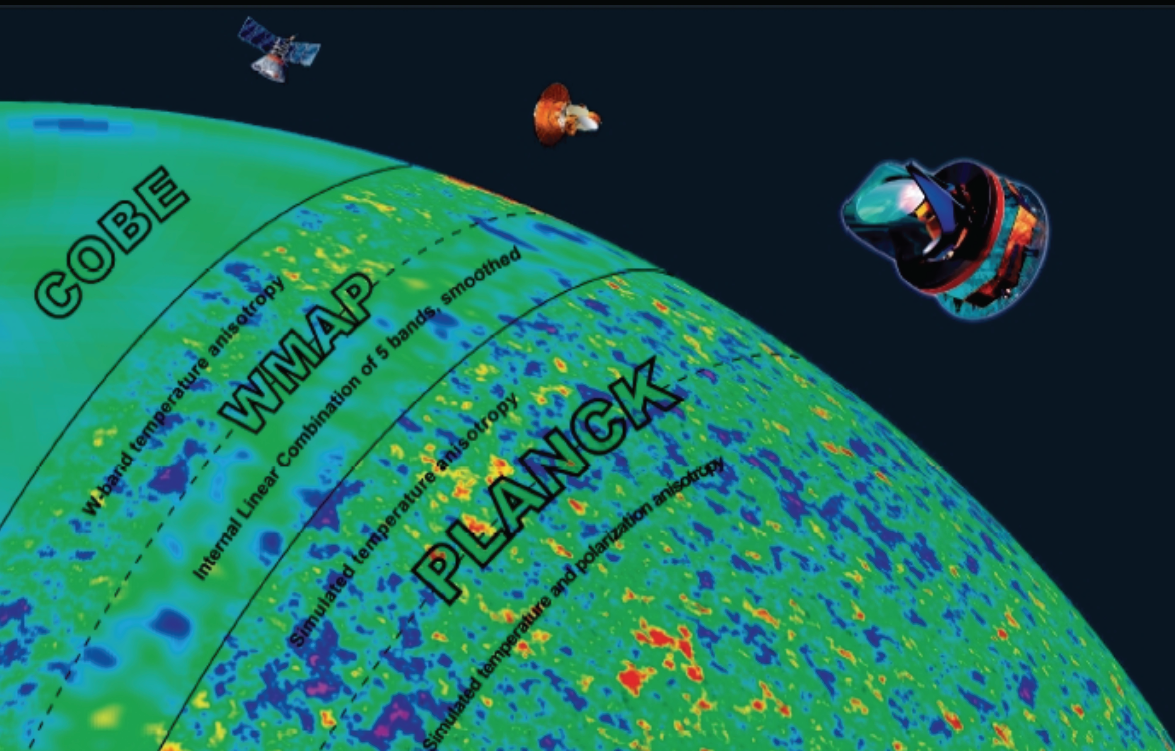 COBE
W-band temperature anisotropy
WMAP
Internal Linear Combination of 5 bands, smoothed
Simulated temperature anisotropy
PLANCK
Simulated temperature and polarization anisotropy